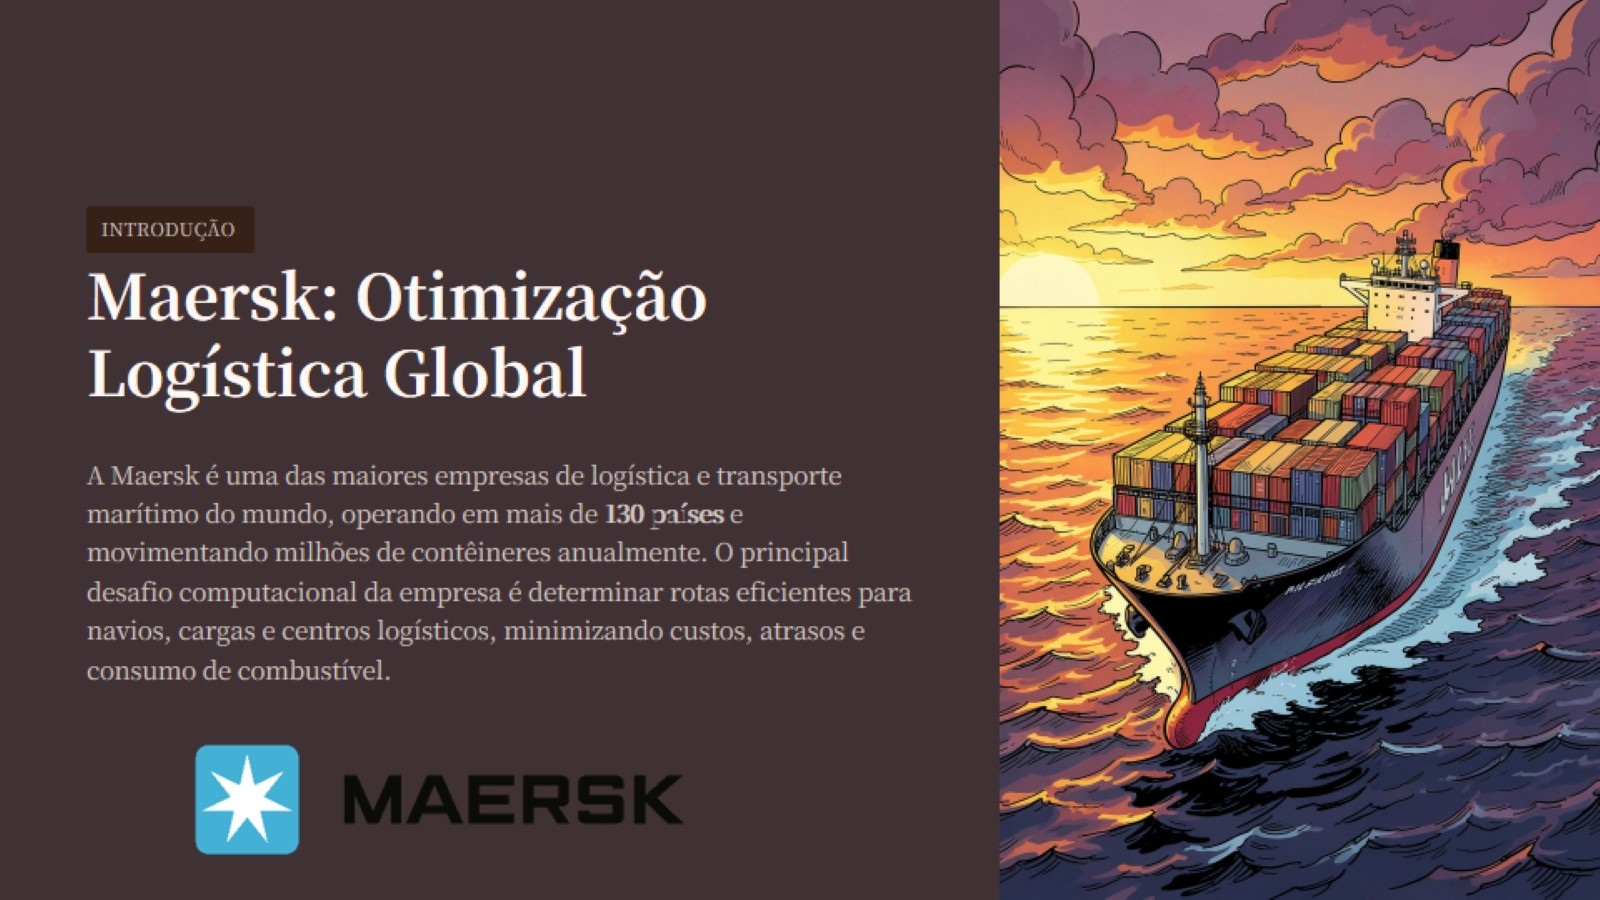 INTRODUÇÃO
Maersk: Otimização
Logística Global
A Maersk é uma das maiores empresas de logística e transporte
marítimo do mundo, operando em mais de 130 países e
movimentando milhões de contêineres anualmente. O principal
desafio computacional da empresa é determinar rotas eficientes para
navios, cargas e centros logísticos, minimizando custos, atrasos e
consumo de combustível.
MAERSK